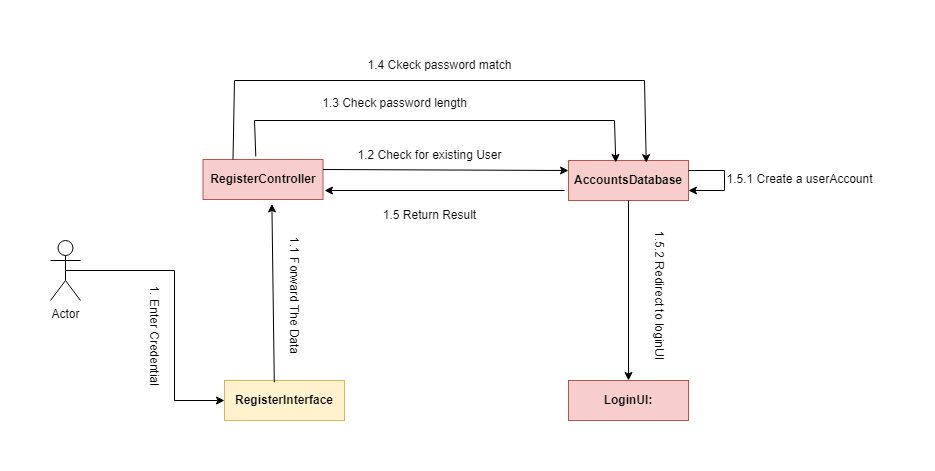 1.4 Ckeck password match
1.3 Check password length
1.2 Check for existing User
RegisterController
AccountsDatabase
1.5.1 Create a userAccount
1.5 Return Result
1.1 Forward The Data
1.5.2 Redirect to loginUI
Actor
1. Enter Credential
RegisterInterface
LoginUI: